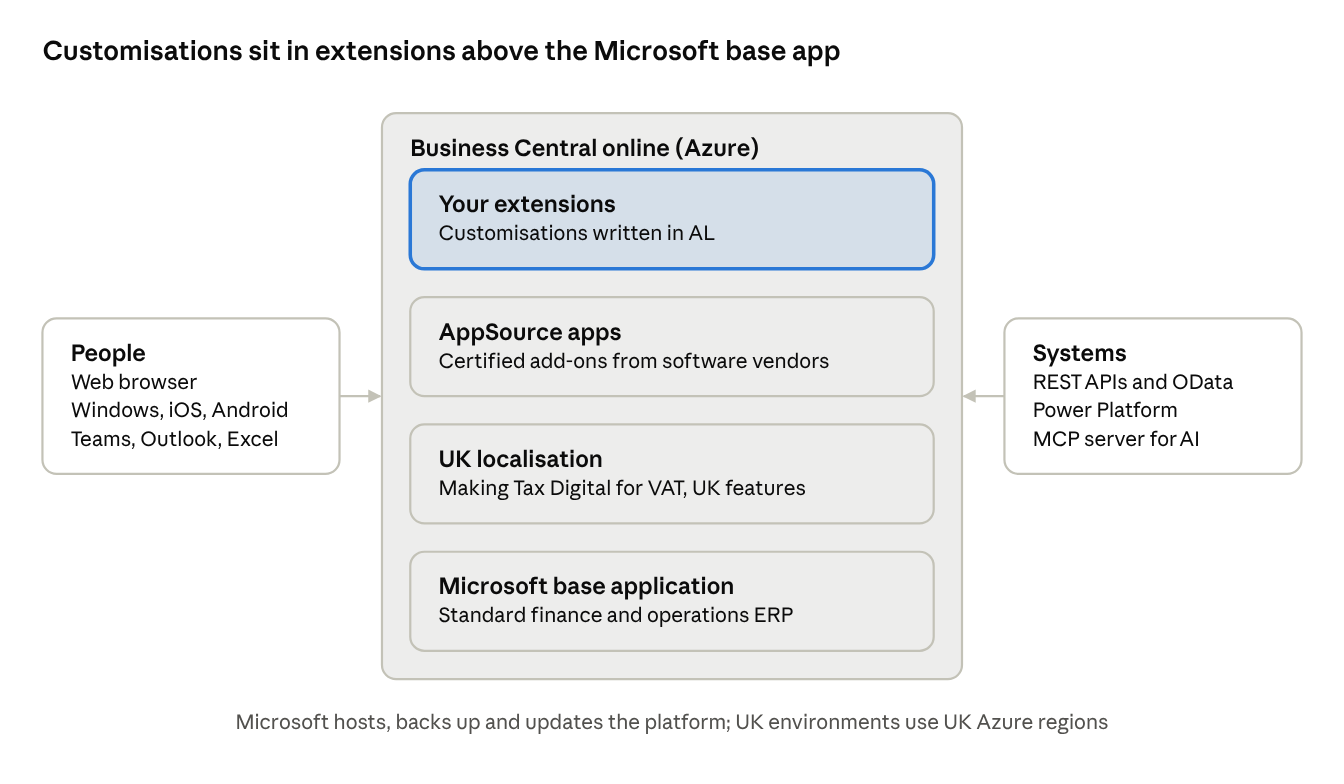 Customisations sit in extensions above the Microsoft base app
Business Central online (Azure)
Your extensions
Customisations written in AL
AppSource apps
Certified add-ons from software vendors
UK localisation
Making Tax Digital for VAT, UK features
Microsoft base application
Standard finance and operations ERP
People
Web browser
Windows, iOS, Android
Teams, Outlook, Excel
Systems
REST APIs and OData
Power Platform
MCP server for AI
Microsoft hosts, backs up and updates the platform; UK environments use UK Azure regions